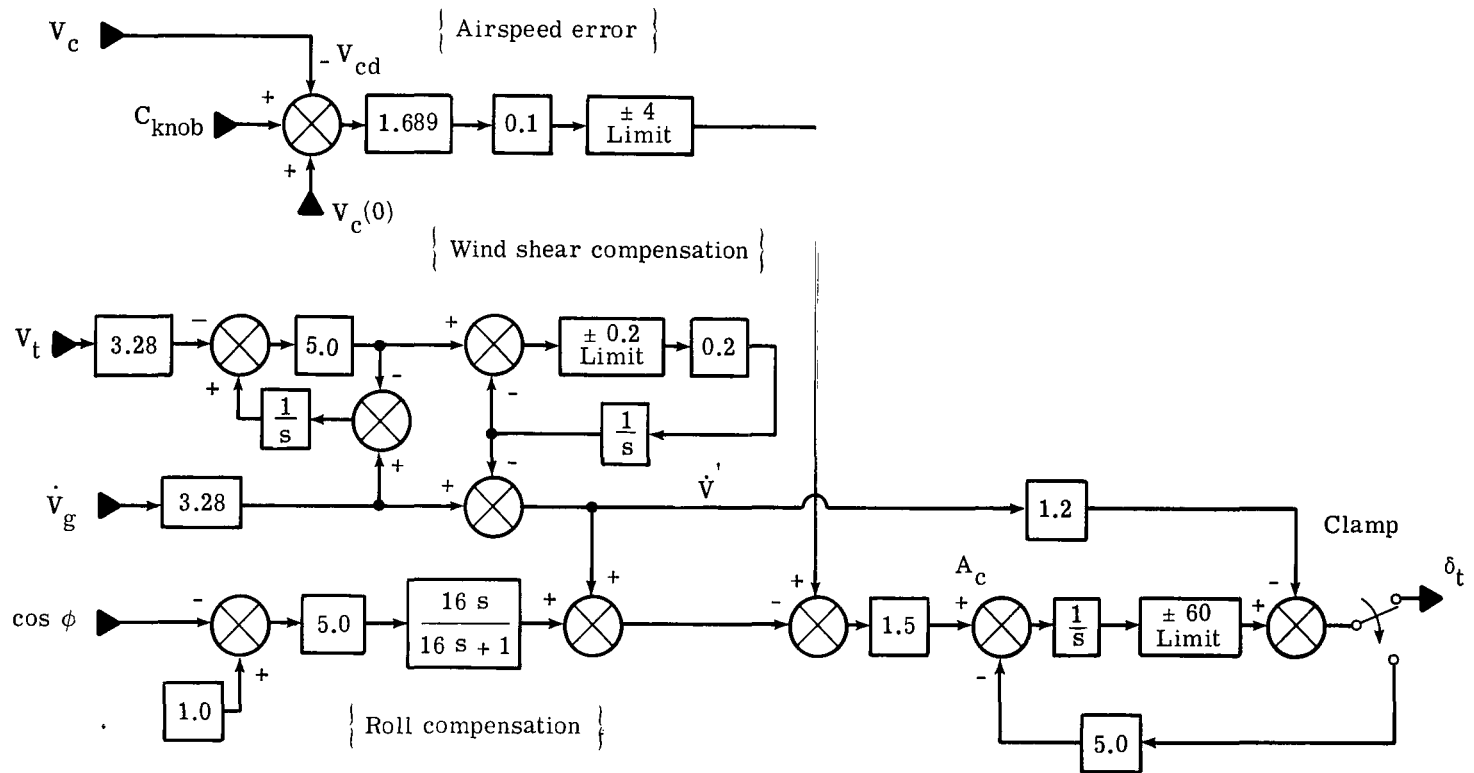 V_c
{ Airspeed error }
- V_cd
+
C_knob
1.689
0.1
± 4
Limit
+
V_c(0)
{ Wind shear compensation }
V_t
3.28
-
5.0
+
± 0.2
Limit
0.2
+
-
-
1/s
1/s
+
-
V̇_g
3.28
+
V̇'
1.2
Clamp
cos ϕ
-
5.0
16 s
16 s + 1
+
+
-
+
1.5
A_c
+
1/s
± 60
Limit
+
-
δ_t
+
-
1.0
5.0
{ Roll compensation }